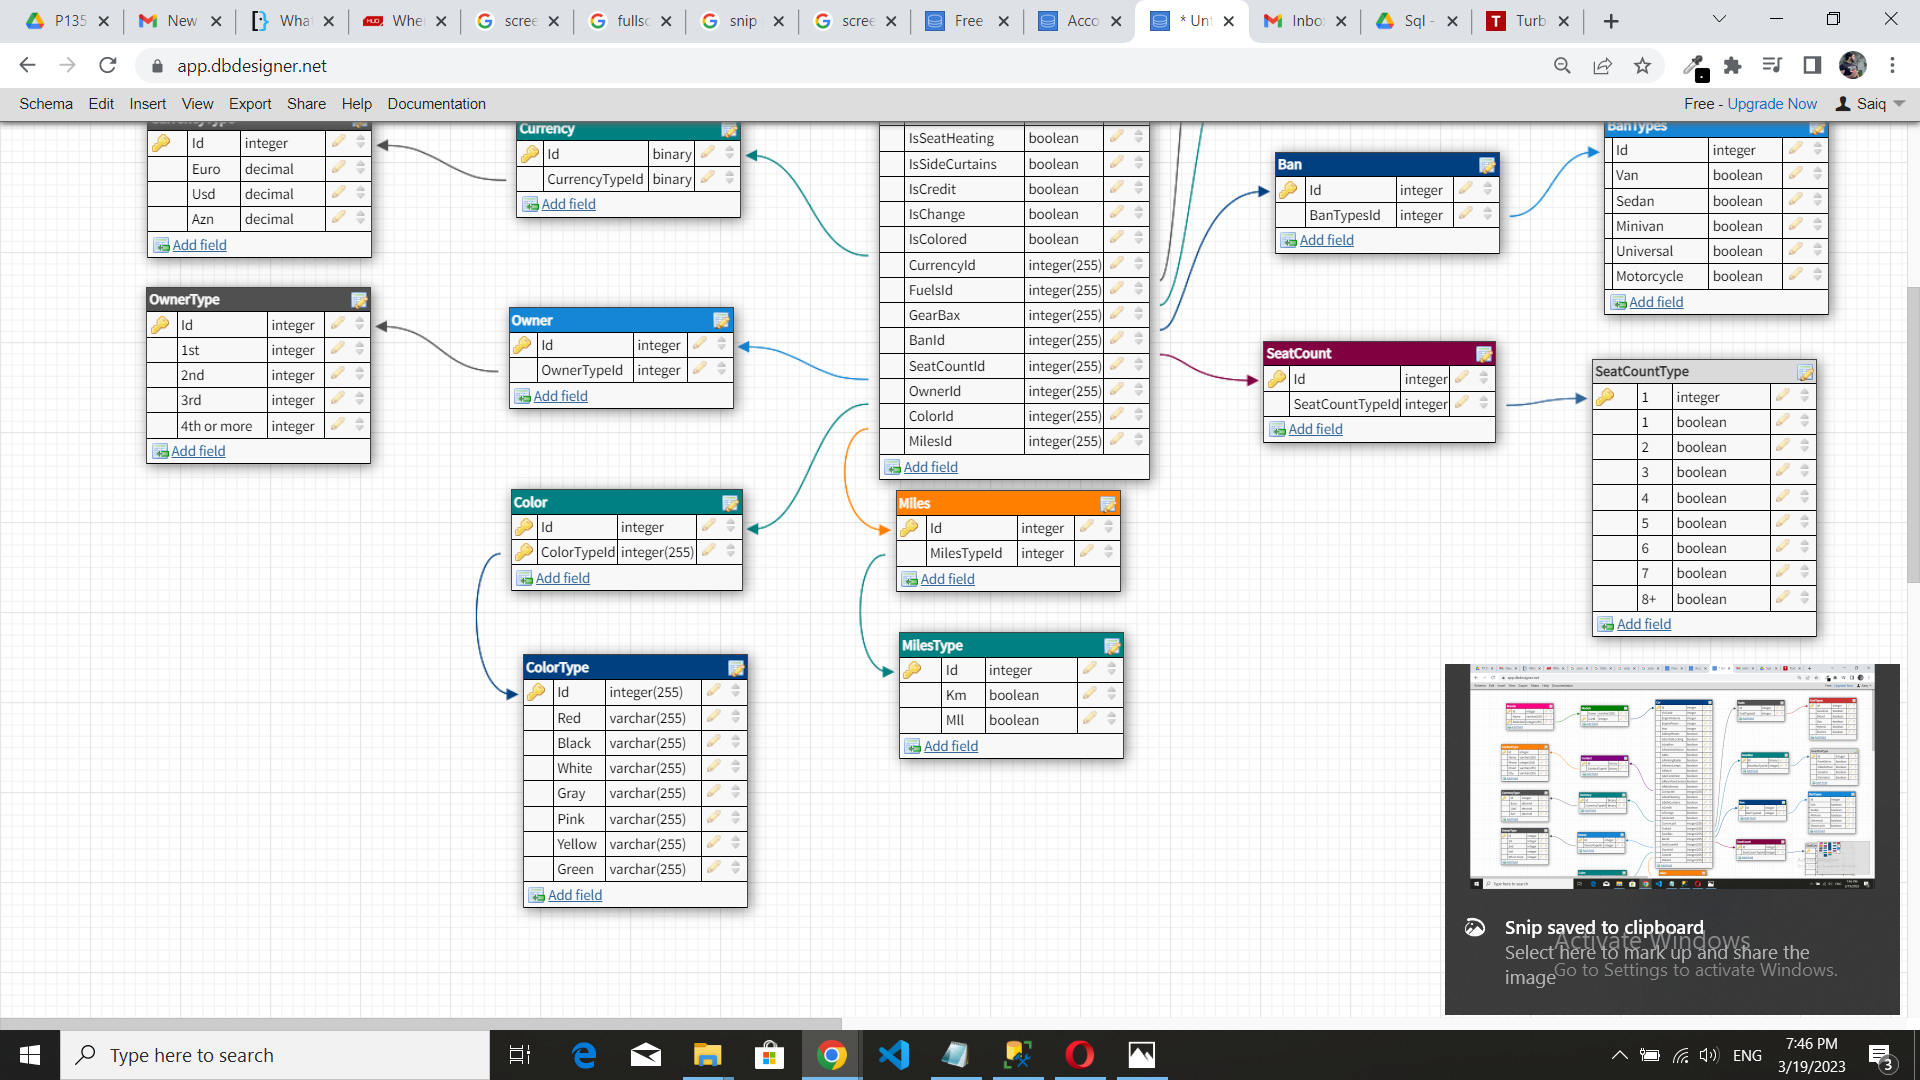 P135
New
What
Whe
scree
fullsc
snip
scree
Free
Acco
* Unt
Inbo
Sql -
Turb
app.dbdesigner.net
Schema Edit Insert View Export Share Help Documentation
Free - Upgrade Now Saiq
CurrencyType
Id integer
Euro decimal
Usd decimal
Azn decimal
Add field
OwnerType
Id integer
1st integer
2nd integer
3rd integer
4th or more integer
Add field
Currency
Id binary
CurrencyTypeId binary
Add field
Owner
Id integer
OwnerTypeId integer
Add field
Color
Id integer
ColorTypeId integer(255)
Add field
ColorType
Id integer(255)
Red varchar(255)
Black varchar(255)
White varchar(255)
Gray varchar(255)
Pink varchar(255)
Yellow varchar(255)
Green varchar(255)
Add field
IsSeatHeating boolean
IsSideCurtains boolean
IsCredit boolean
IsChange boolean
IsColored boolean
CurrencyId integer(255)
FuelsId integer(255)
GearBax integer(255)
BanId integer(255)
SeatCountId integer(255)
OwnerId integer(255)
ColorId integer(255)
MilesId integer(255)
Add field
Miles
Id integer
MilesTypeId integer
Add field
MilesType
Id integer
Km boolean
Mll boolean
Add field
Ban
Id integer
BanTypesId integer
Add field
SeatCount
Id integer
SeatCountTypeId integer
Add field
BanTypes
Id integer
Van boolean
Sedan boolean
Minivan boolean
Universal boolean
Motorcycle boolean
Add field
SeatCountType
1 integer
1 boolean
2 boolean
3 boolean
4 boolean
5 boolean
6 boolean
7 boolean
8+ boolean
Add field
Snip saved to clipboard
Select here to mark up and share the
image
Activate Windows
Go to Settings to activate Windows.
Type here to search
ENG
7:46 PM
3/19/2023
3